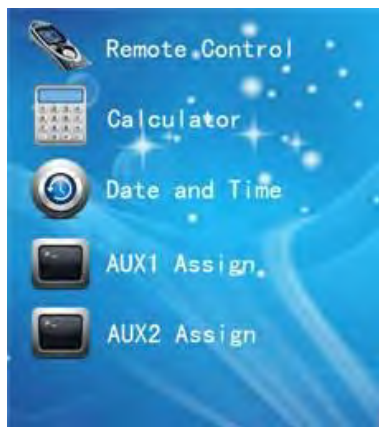 Remote Control
Calculator
Date and Time
AUX1 Assign
AUX2 Assign